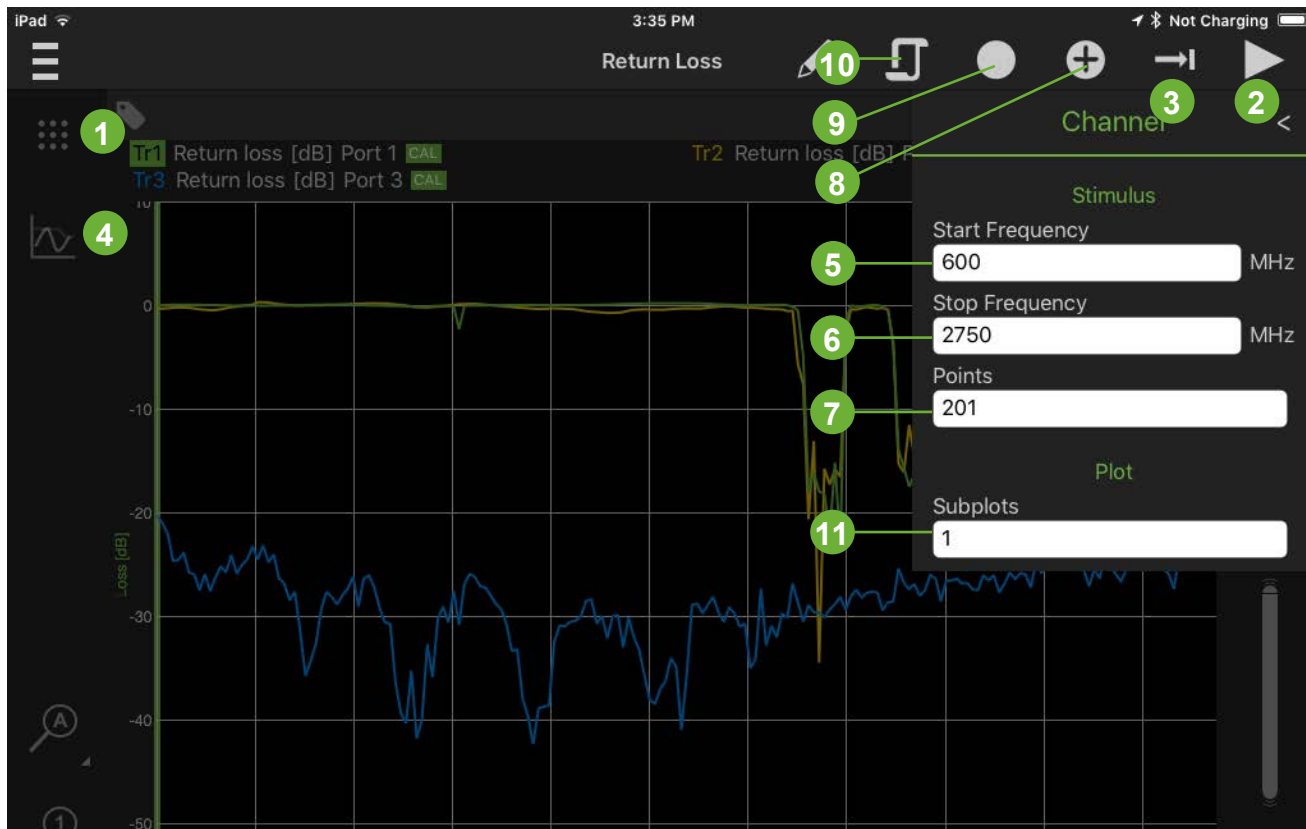 iPad 3:35 PM Not Charging
Return Loss
10
9
8
3
2
Channel <
1
Tr1 Return loss [dB] Port 1 CAL
Tr2 Return loss [dB]
Tr3 Return loss [dB] Port 3 CAL
Stimulus
4
Start Frequency
5
600 MHz
Stop Frequency
6
2750 MHz
Points
7
201
Plot
Subplots
11
1
10
0
-10
-20
-30
-40
-50
Loss [dB]
A
1